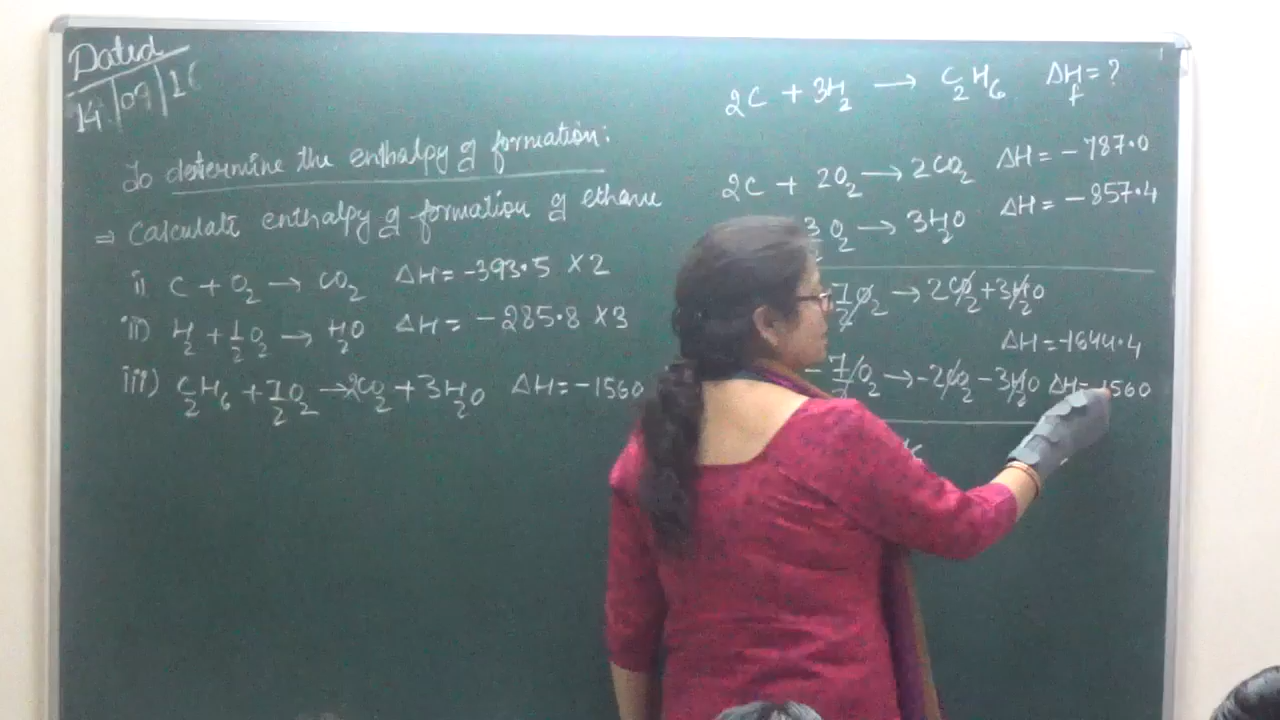 Dated
14/09/16
To determine the enthalpy of formation:
⇒ Calculate enthalpy of formation of ethane
i) C + O₂ → CO₂ ΔH = -393.5 × 2
ii) H₂ + 1/2 O₂ → H₂O ΔH = -285.8 × 3
iii) C₂H₆ + 7/2 O₂ → 2CO₂ + 3H₂O ΔH = -1560
2C + 3H₂ → C₂H₆ ΔHf = ?
2C + 2O₂ → 2CO₂ ΔH = -787.0
3/2 O₂ → 3H₂O ΔH = -857.4
7/2 O₂ → 2CO₂ + 3H₂O
ΔH = -1644.4
- 7/2 O₂ → -2CO₂ - 3H₂O ΔH = 1560